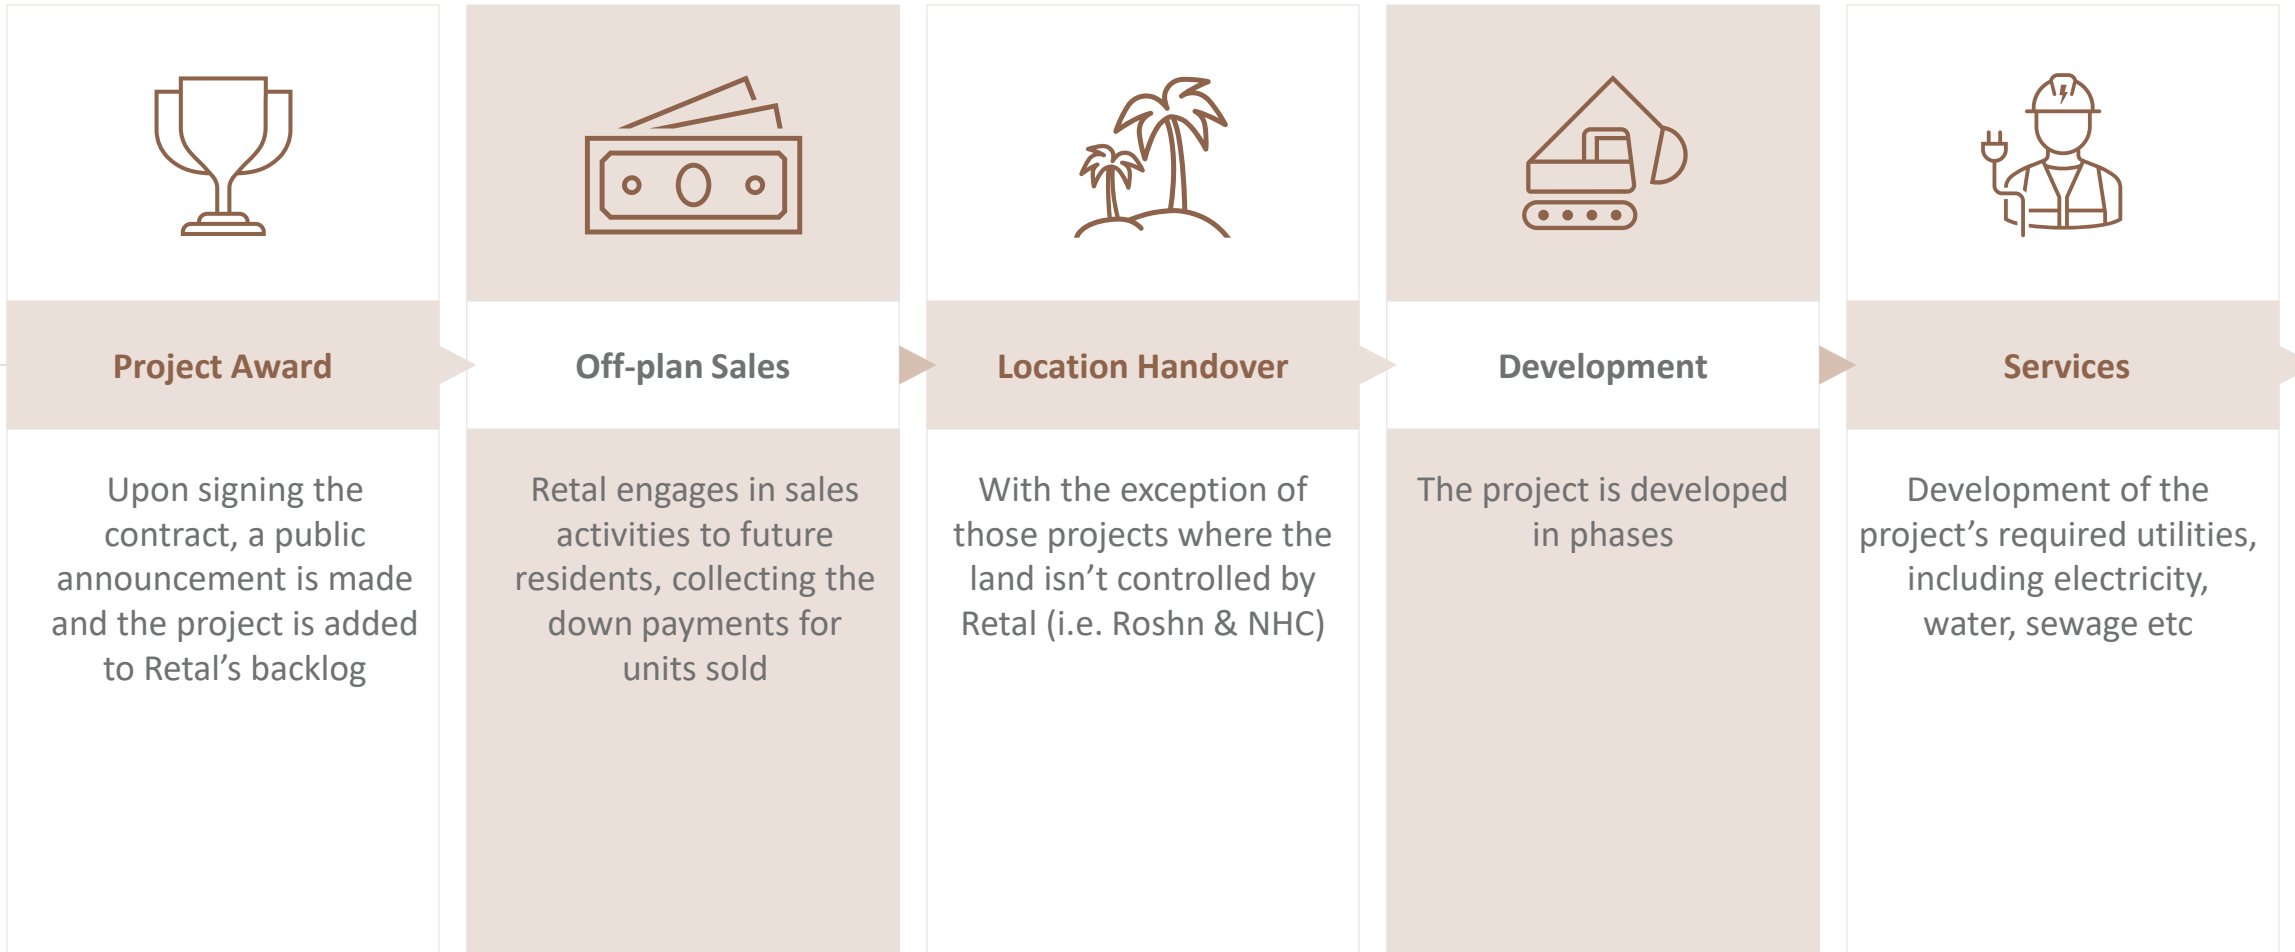 Project Award
Upon signing the
contract, a public
announcement is made
and the project is added
to Retal’s backlog
Off-plan Sales
Retal engages in sales
activities to future
residents, collecting the
down payments for
units sold
Location Handover
With the exception of
those projects where the
land isn’t controlled by
Retal (i.e. Roshn & NHC)
Development
The project is developed
in phases
Services
Development of the
project’s required utilities,
including electricity,
water, sewage etc